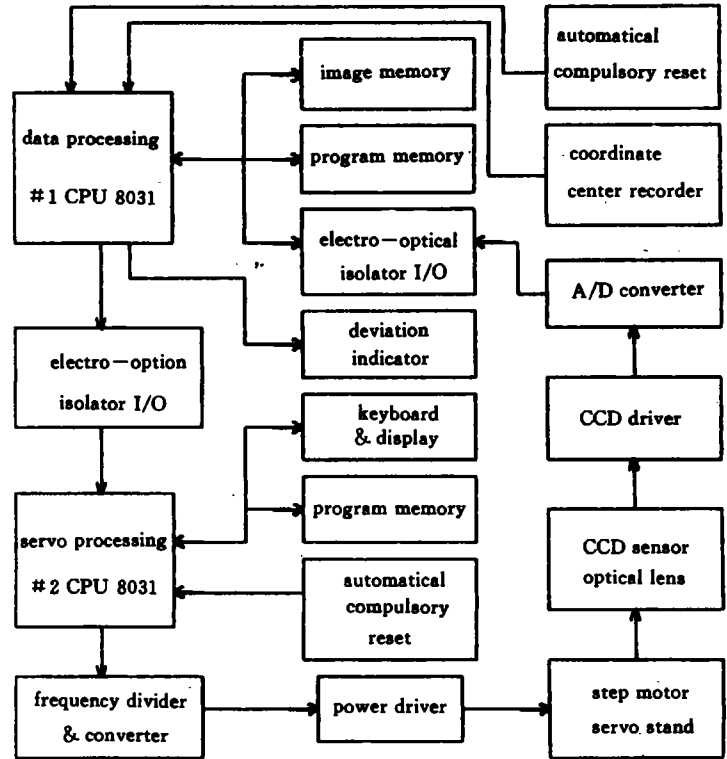 automatical
compulsory reset
image memory
data processing
#1 CPU 8031
program memory
coordinate
center recorder
electro-optical
isolator I/O
A/D converter
deviation
indicator
electro-option
isolator I/O
keyboard
& display
CCD driver
program memory
servo processing
#2 CPU 8031
CCD sensor
optical lens
automatical
compulsory
reset
frequency divider
& converter
power driver
step motor
servo stand